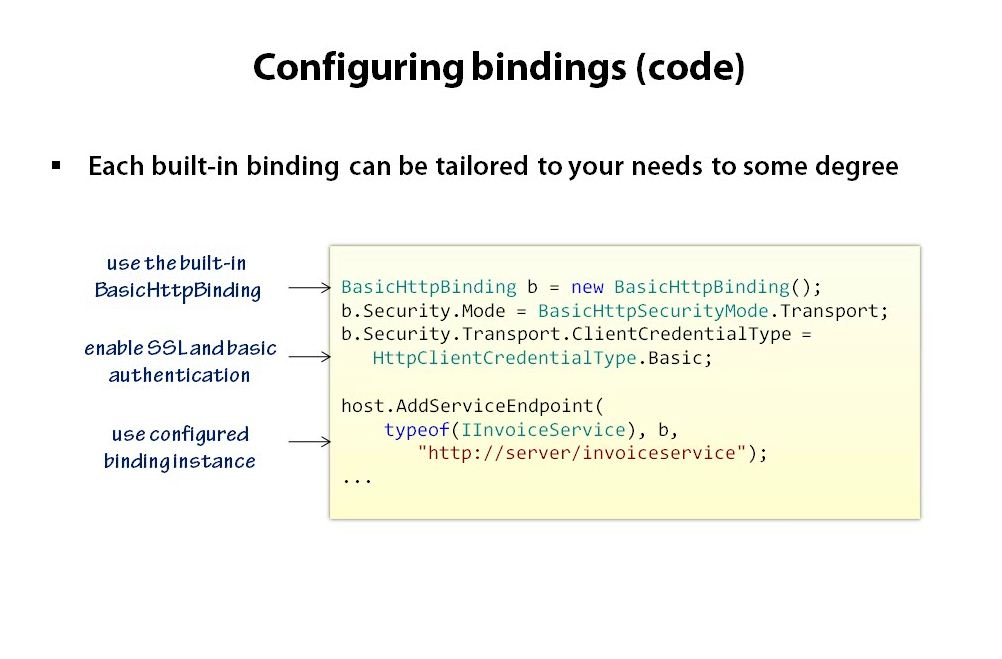 Configuring bindings (code)
▪ Each built-in binding can be tailored to your needs to some degree
use the built-in
BasicHttpBinding
enable SSL and basic
authentication
use configured
binding instance
BasicHttpBinding b = new BasicHttpBinding();
b.Security.Mode = BasicHttpSecurityMode.Transport;
b.Security.Transport.ClientCredentialType =
HttpClientCredentialType.Basic;
host.AddServiceEndpoint(
typeof(IInvoiceService), b,
"http://server/invoiceservice");
...